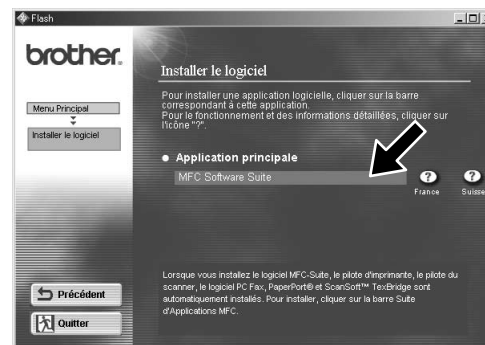 Flash
brother.
Menu Principal
Installer le logiciel
Installer le logiciel
Pour installer une application logicielle, cliquer sur la barre
correspondant à cette application.
Pour le fonctionnement et des informations détaillées, cliquer sur
l'icône "?".
Application principale
MFC Software Suite
?
?
France
Suisse
Lorsque vous installez le logiciel MFC-Suite, le pilote d'imprimante, le pilote du
scanner, le logiciel PC Fax, PaperPort® et ScanSoft™ TexBridge sont
automatiquement installés. Pour installer, cliquer sur la barre Suite
d'Applications MFC.
Précédent
Quitter